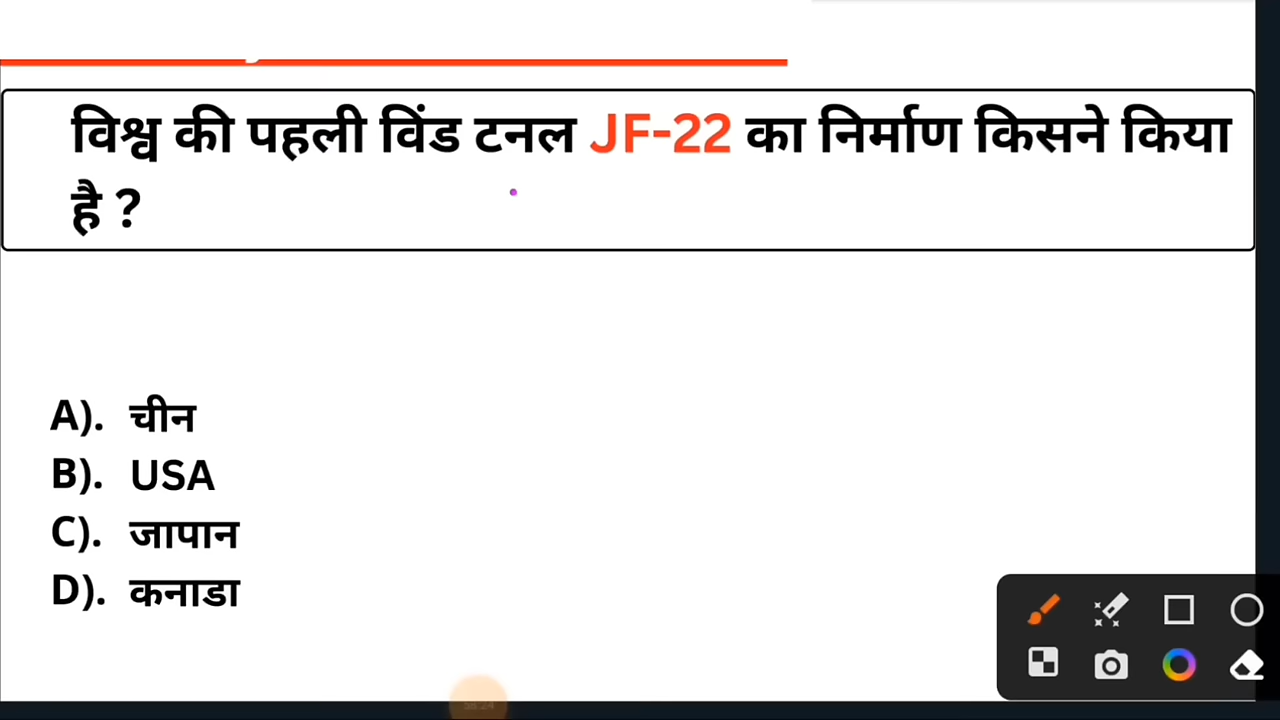 विश्व की पहली विंड टनल JF-22 का निर्माण किसने किया
है ?
A). चीन
B). USA
C). जापान
D). कनाडा